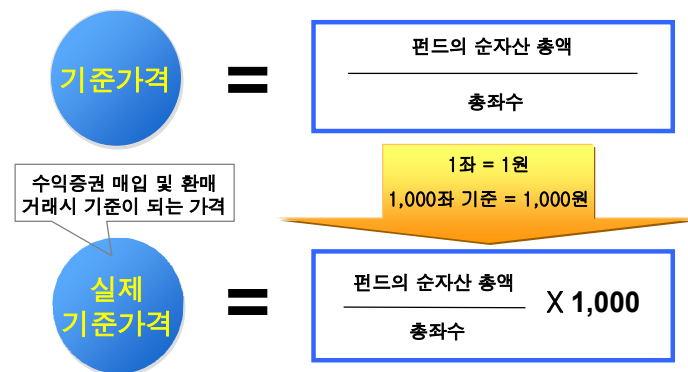 기준가격
=
펀드의 순자산 총액
총좌수
1좌 = 1원
1,000좌 기준 = 1,000원
수익증권 매입 및 환매
거래시 기준이 되는 가격
실제
기준가격
=
펀드의 순자산 총액
총좌수
X 1,000